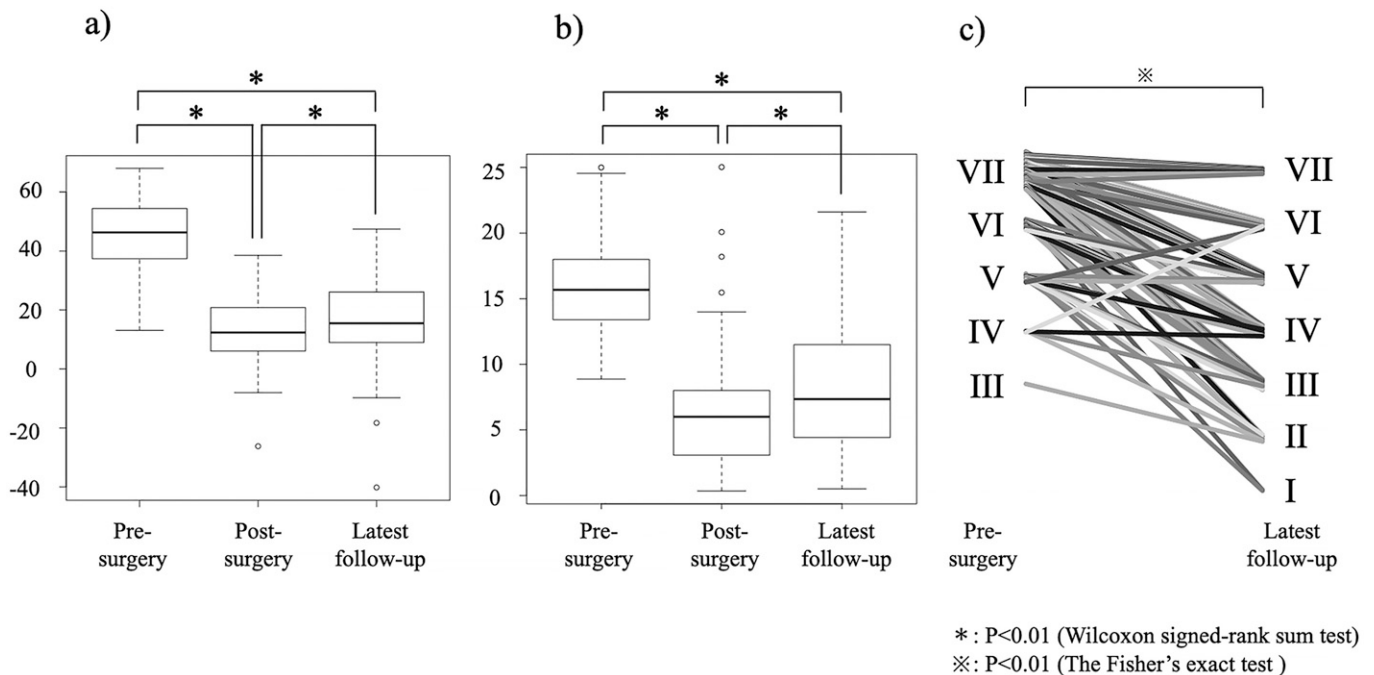 a)
b)
c)
*
*
*
*
*
*
※
60
40
20
0
-20
-40
Pre-
surgery
Post-
surgery
Latest
follow-up
25
20
15
10
5
0
Pre-
surgery
Post-
surgery
Latest
follow-up
VII
VI
V
IV
III
VII
VI
V
IV
III
II
I
Pre-
surgery
Latest
follow-up
*: P<0.01 (Wilcoxon signed-rank sum test)
※: P<0.01 (The Fisher's exact test )